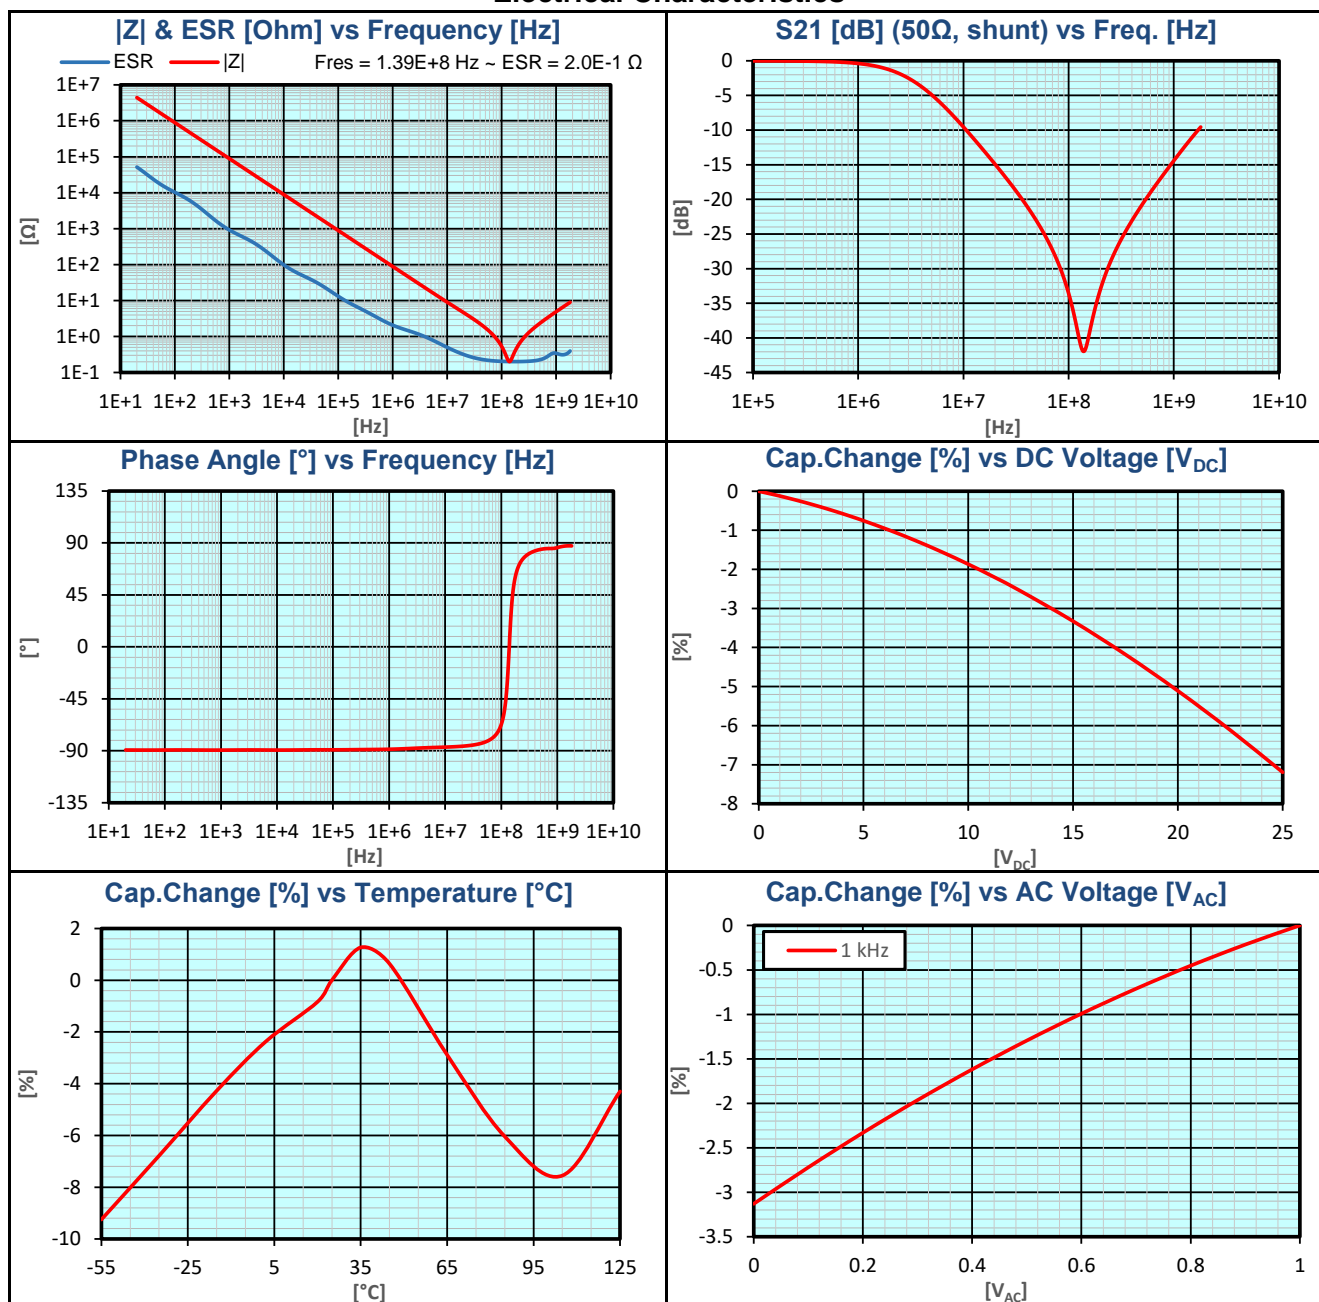 |Z| & ESR [Ohm] vs Frequency [Hz]
ESR |Z| Fres = 1.39E+8 Hz ~ ESR = 2.0E-1 Ω
1E+7
1E+6
1E+5
1E+4
1E+3
1E+2
1E+1
1E+0
1E-1
[Ω]
1E+1 1E+2 1E+3 1E+4 1E+5 1E+6 1E+7 1E+8 1E+9 1E+10
[Hz]
S21 [dB] (50Ω, shunt) vs Freq. [Hz]
0
-5
-10
-15
-20
-25
-30
-35
-40
-45
[dB]
1E+5 1E+6 1E+7 1E+8 1E+9 1E+10
[Hz]
Phase Angle [°] vs Frequency [Hz]
135
90
45
0
-45
-90
-135
[°]
1E+1 1E+2 1E+3 1E+4 1E+5 1E+6 1E+7 1E+8 1E+9 1E+10
[Hz]
Cap.Change [%] vs DC Voltage [VDC]
0
-1
-2
-3
-4
-5
-6
-7
-8
[%]
0 5 10 15 20 25
[VDC]
Cap.Change [%] vs Temperature [°C]
2
0
-2
-4
-6
-8
-10
[%]
-55 -25 5 35 65 95 125
[°C]
Cap.Change [%] vs AC Voltage [VAC]
1 kHz
0
-0.5
-1
-1.5
-2
-2.5
-3
-3.5
[%]
0 0.2 0.4 0.6 0.8 1
[VAC]